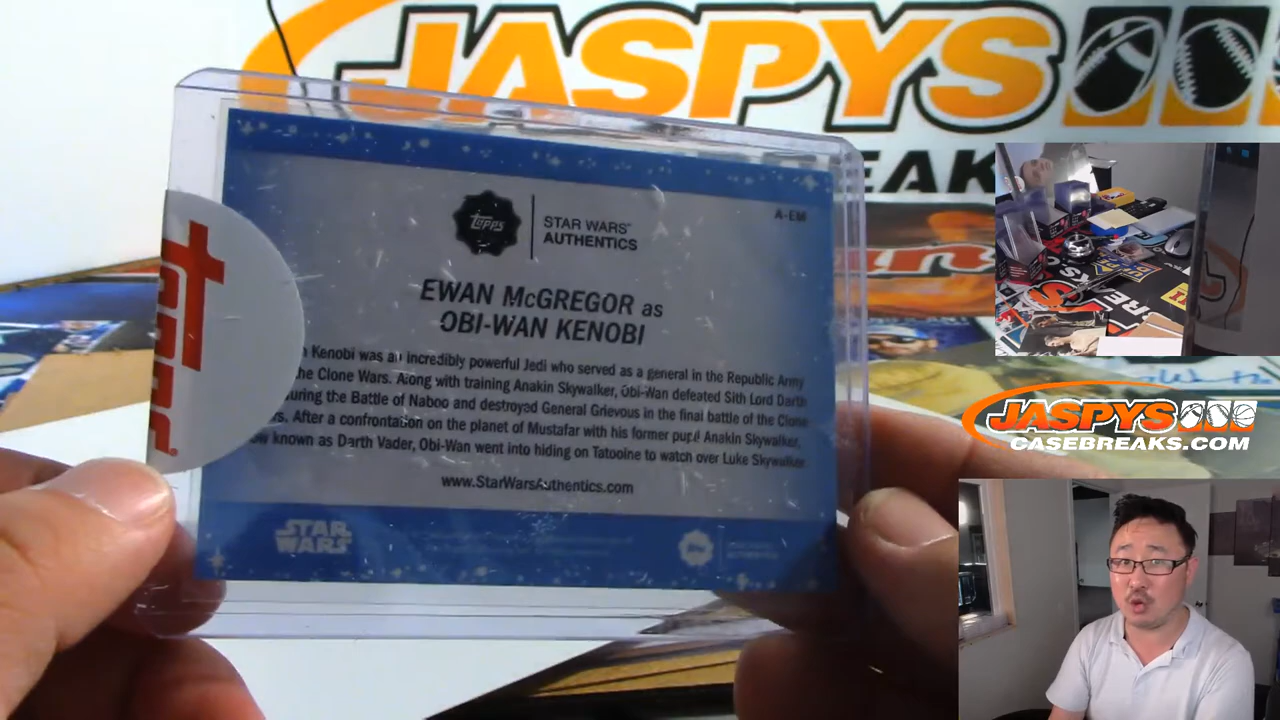 JASPYS
REAK
topps
STAR WARS™
AUTHENTICS
A-EM
EWAN McGREGOR as
OBI-WAN KENOBI
Kenobi was an incredibly powerful Jedi who served as a general in the Republic Army
the Clone Wars. Along with training Anakin Skywalker, Obi-Wan defeated Sith Lord Darth
during the Battle of Naboo and destroyed General Grievous in the final battle of the Clone
After a confrontation on the planet of Mustafar with his former pupil Anakin Skywalker,
known as Darth Vader, Obi-Wan went into hiding on Tatooine to watch over Luke Skywalker
www.StarWarsAuthentics.com
STAR
WARS
JASPYS
CASEBREAKS.COM